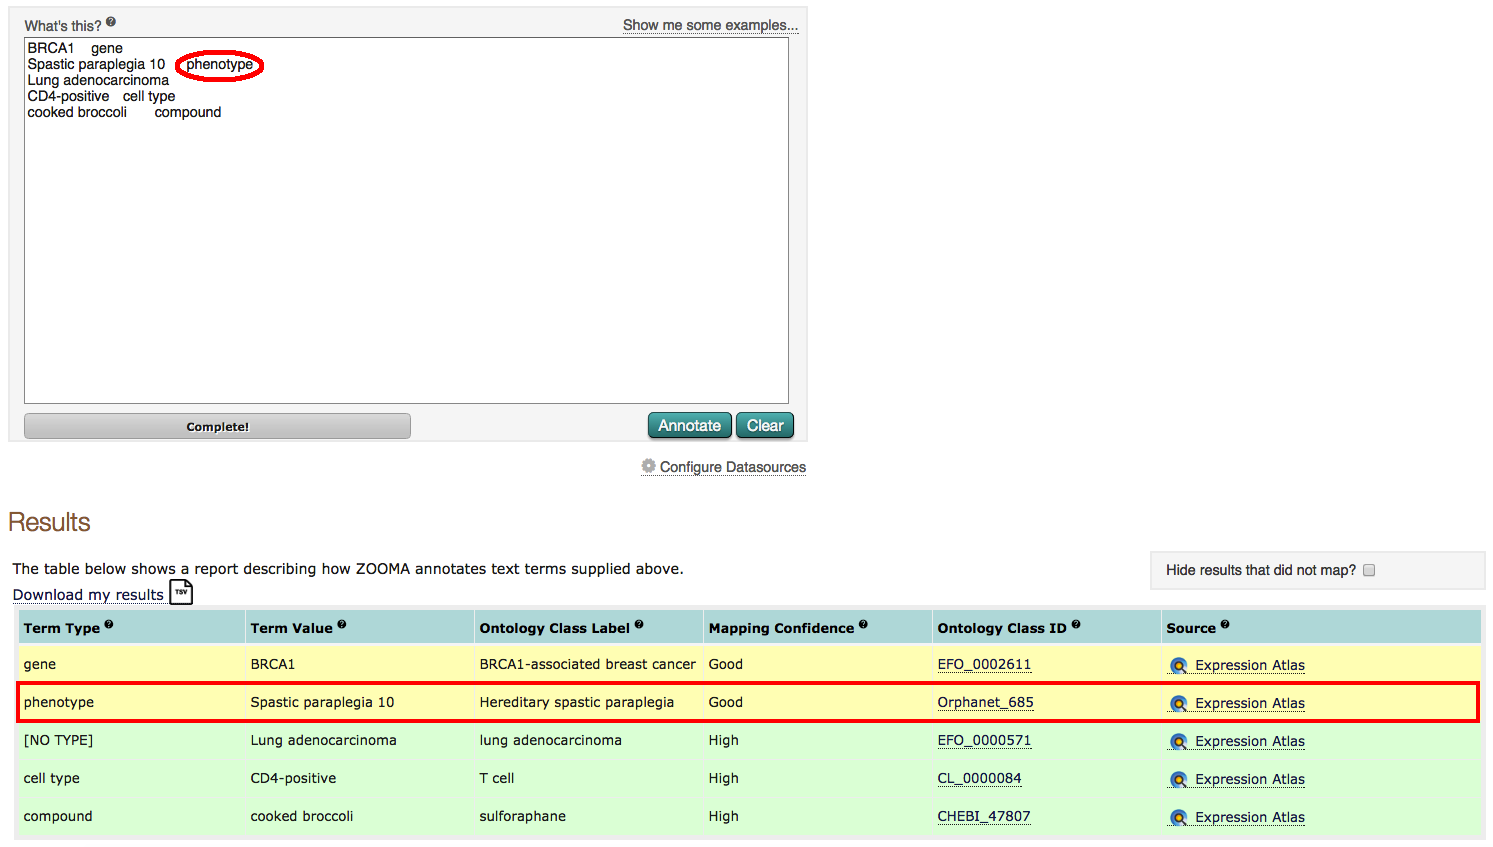 What's this? ?
Show me some examples...
BRCA1 gene
Spastic paraplegia 10 phenotype
Lung adenocarcinoma
CD4-positive cell type
cooked broccoli compound
Complete!
Annotate Clear
Configure Datasources
Results
The table below shows a report describing how ZOOMA annotates text terms supplied above.
Hide results that did not map?
Download my results TSV
Term Type ? Term Value ? Ontology Class Label ? Mapping Confidence ? Ontology Class ID ? Source ?
gene BRCA1 BRCA1-associated breast cancer Good EFO_0002611 Expression Atlas
phenotype Spastic paraplegia 10 Hereditary spastic paraplegia Good Orphanet_685 Expression Atlas
[NO TYPE] Lung adenocarcinoma lung adenocarcinoma High EFO_0000571 Expression Atlas
cell type CD4-positive T cell High CL_0000084 Expression Atlas
compound cooked broccoli sulforaphane High CHEBI_47807 Expression Atlas